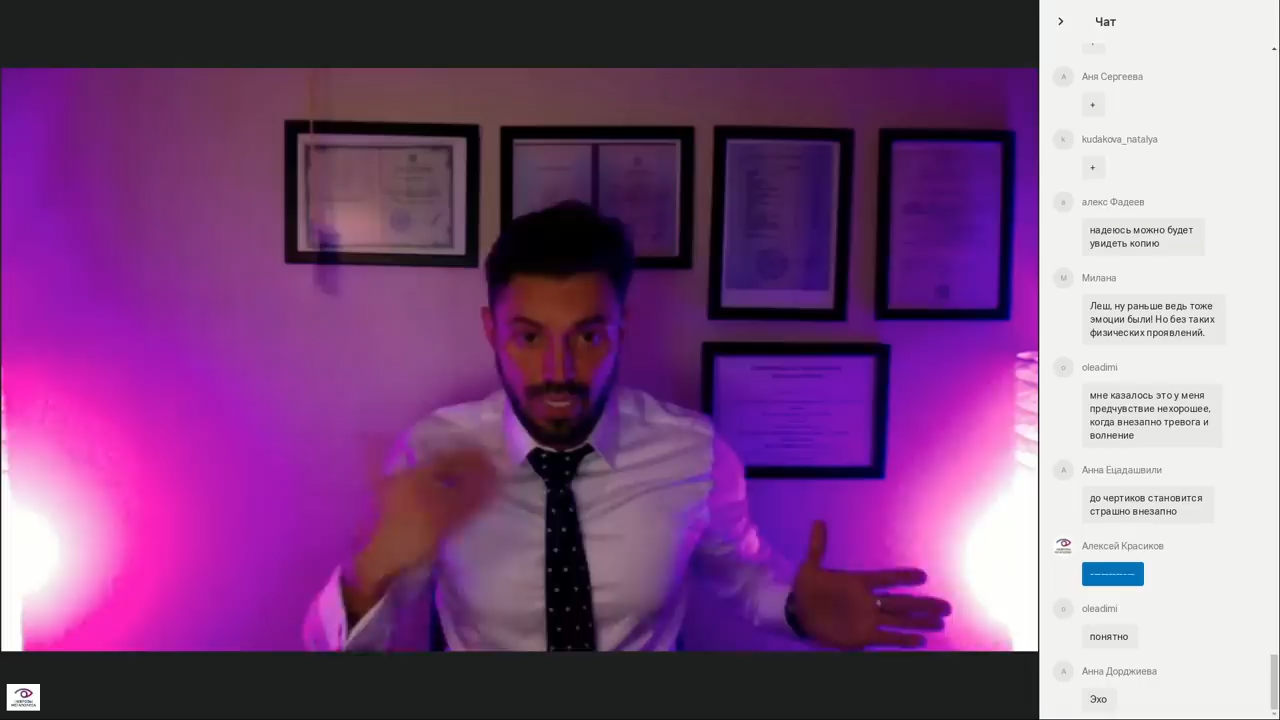 Чат
А
Аня Сергеева
+
k
kudakova_natalya
+
а
алекс Фадеев
надеюсь можно будет
увидеть копию
М
Милана
Леш, ну раньше ведь тоже
эмоции были! Но без таких
физических проявлений.
o
oleadimi
мне казалось это у меня
предчувствие нехорошее,
когда внезапно тревога и
волнение
А
Анна Ецадашвили
до чертиков становится
страшно внезапно
Алексей Красиков
o
oleadimi
понятно
А
Анна Дорджиева
Эхо